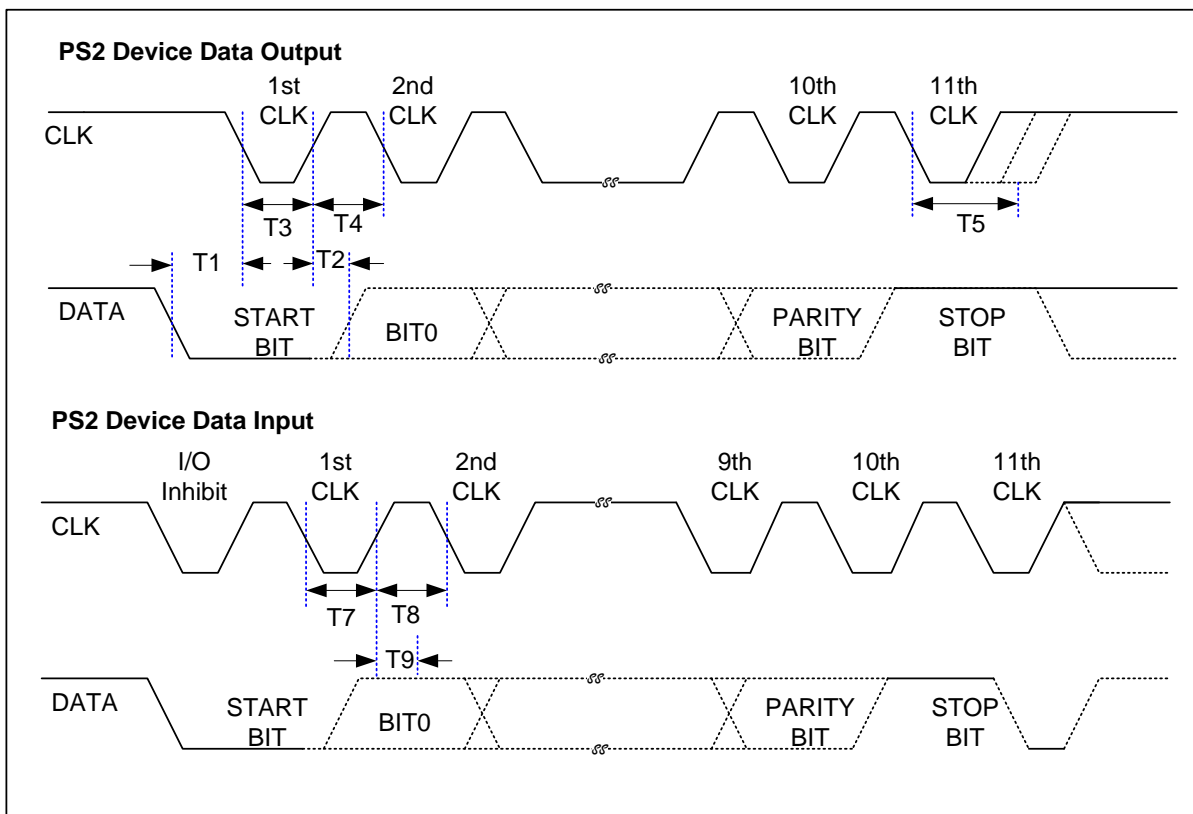 PS2 Device Data Output
1st
CLK
2nd
CLK
10th
CLK
11th
CLK
CLK
T3
T4
T5
T1
T2
DATA
START
BIT
BIT0
PARITY
BIT
STOP
BIT
PS2 Device Data Input
I/O
Inhibit
1st
CLK
2nd
CLK
9th
CLK
10th
CLK
11th
CLK
CLK
T7
T8
T9
DATA
START
BIT
BIT0
PARITY
BIT
STOP
BIT